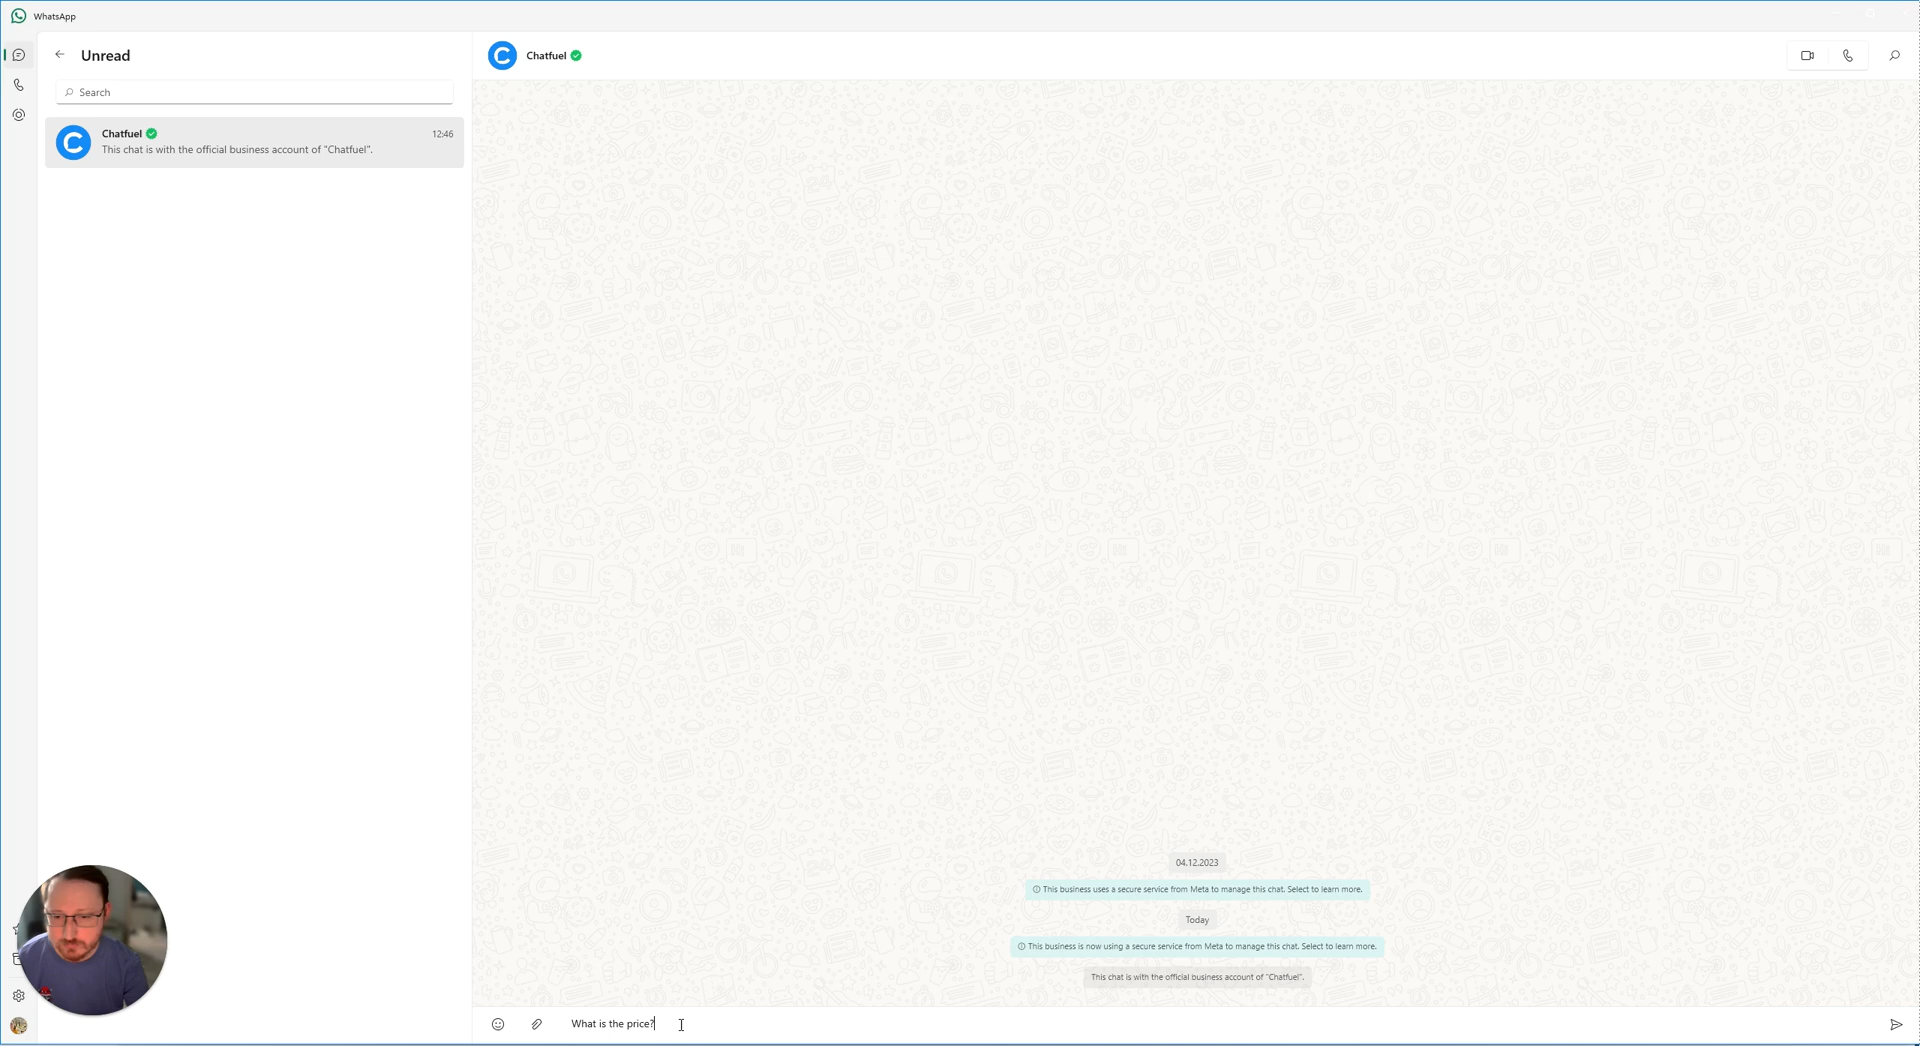 WhatsApp
Unread
Search
Chatfuel
12:46
This chat is with the official business account of "Chatfuel".
Chatfuel
04.12.2023
This business uses a secure service from Meta to manage this chat. Select to learn more.
Today
This business is now using a secure service from Meta to manage this chat. Select to learn more.
This chat is with the official business account of "Chatfuel".
What is the price?